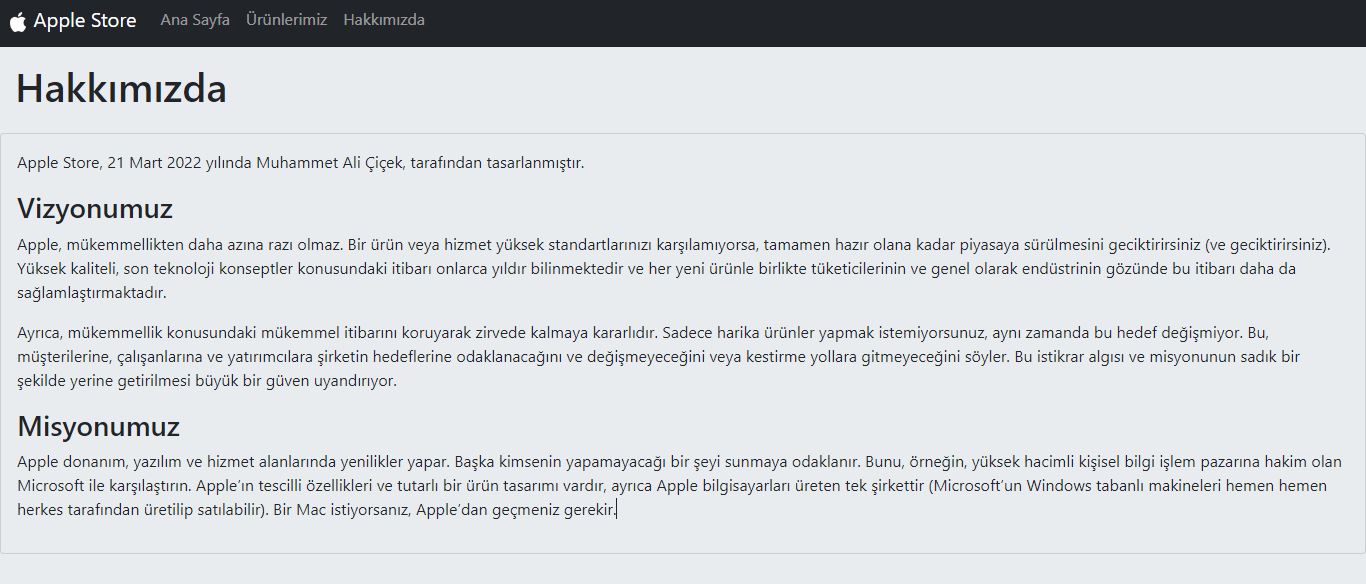 Apple Store Ana Sayfa Ürünlerimiz Hakkımızda
Hakkımızda
Apple Store, 21 Mart 2022 yılında Muhammet Ali Çiçek, tarafından tasarlanmıştır.
Vizyonumuz
Apple, mükemmellikten daha azına razı olmaz. Bir ürün veya hizmet yüksek standartlarınızı karşılamıyorsa, tamamen hazır olana kadar piyasaya sürülmesini geciktirirsiniz (ve geciktirirsiniz).
Yüksek kaliteli, son teknoloji konseptler konusundaki itibarı onlarca yıldır bilinmektedir ve her yeni ürünle birlikte tüketicilerinin ve genel olarak endüstrinin gözünde bu itibarı daha da
sağlamlaştırmaktadır.
Ayrıca, mükemmellik konusundaki mükemmel itibarını koruyarak zirvede kalmaya kararlıdır. Sadece harika ürünler yapmak istemiyorsunuz, aynı zamanda bu hedef değişmiyor. Bu,
müşterilerine, çalışanlarına ve yatırımcılara şirketin hedeflerine odaklanacağını ve değişmeyeceğini veya kestirme yollara gitmeyeceğini söyler. Bu istikrar algısı ve misyonunun sadık bir
şekilde yerine getirilmesi büyük bir güven uyandırıyor.
Misyonumuz
Apple donanım, yazılım ve hizmet alanlarında yenilikler yapar. Başka kimsenin yapamayacağı bir şeyi sunmaya odaklanır. Bunu, örneğin, yüksek hacimli kişisel bilgi işlem pazarına hakim olan
Microsoft ile karşılaştırın. Apple’ın tescilli özellikleri ve tutarlı bir ürün tasarımı vardır, ayrıca Apple bilgisayarları üreten tek şirkettir (Microsoft’un Windows tabanlı makineleri hemen hemen
herkes tarafından üretilip satılabilir). Bir Mac istiyorsanız, Apple’dan geçmeniz gerekir.